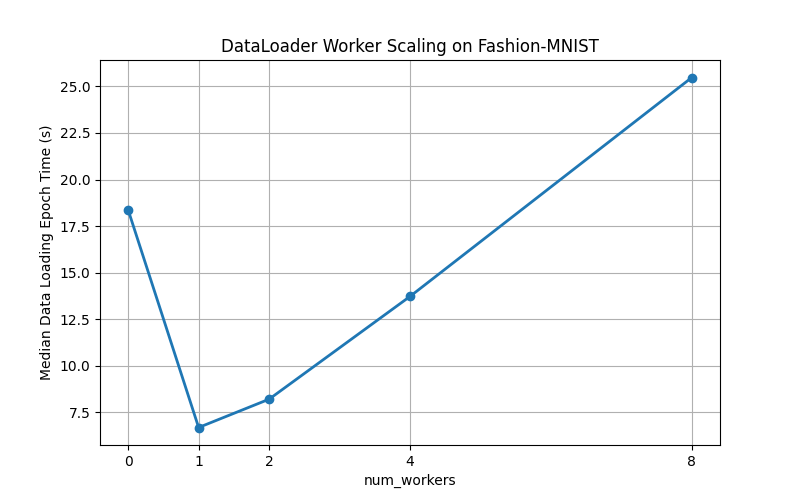 DataLoader Worker Scaling on Fashion-MNIST
Median Data Loading Epoch Time (s)
25.0
22.5
20.0
17.5
15.0
12.5
10.0
7.5
0 1 2 4 8
num_workers